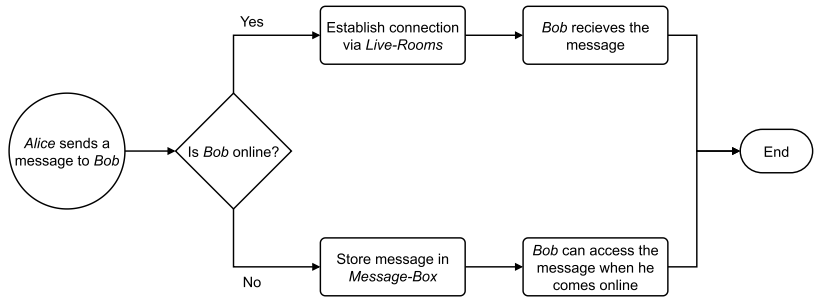 Yes
Establish connection
via Live-Rooms
Bob recieves the
message
Alice sends a
message to Bob
Is Bob online?
End
No
Store message in
Message-Box
Bob can access the
message when he
comes online